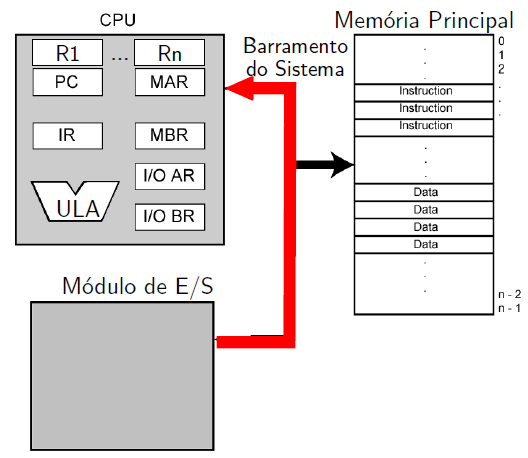 CPU
R1 ... Rn
PC MAR
IR MBR
I/O AR
ULA
I/O BR
Barramento
do Sistema
Memória Principal
0
1
2
.
.
.
.
.
.
Instruction
Instruction
Instruction
.
.
.
Data
Data
Data
Data
.
.
.
n - 2
n - 1
Módulo de E/S